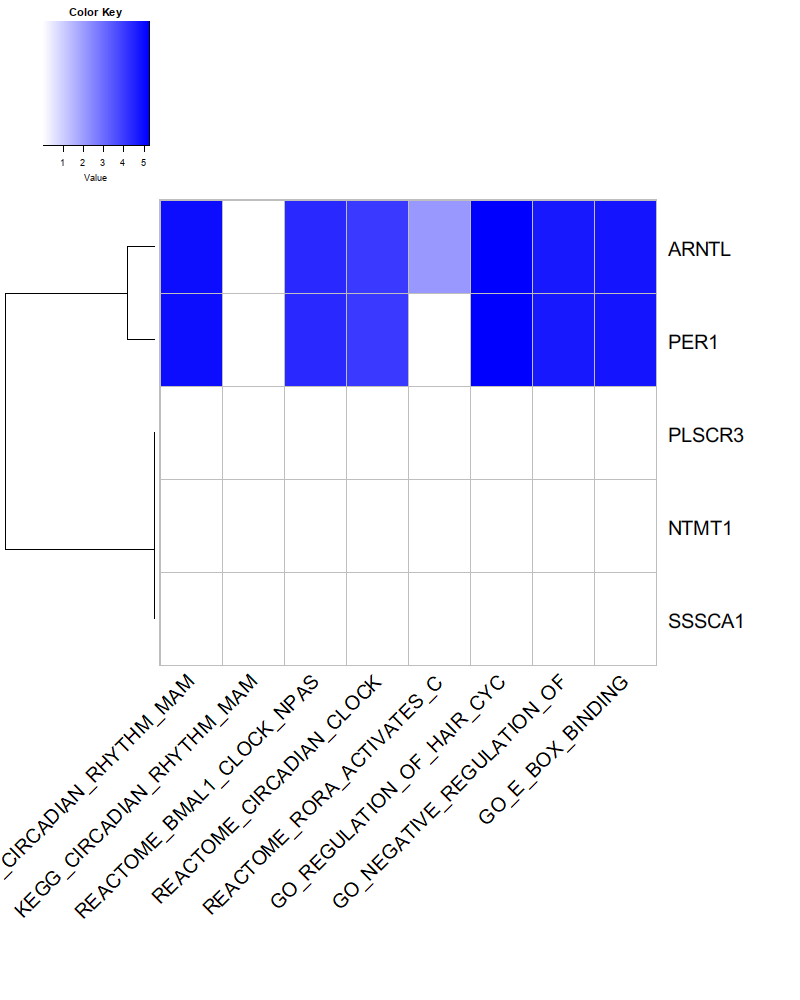 Color Key
1 2 3 4 5
Value
ARNTL
PER1
PLSCR3
NTMT1
SSSCA1
_CIRCADIAN_RHYTHM_MAM
KEGG_CIRCADIAN_RHYTHM_MAM
REACTOME_BMAL1_CLOCK_NPAS
REACTOME_CIRCADIAN_CLOCK
REACTOME_RORA_ACTIVATES_C
GO_REGULATION_OF_HAIR_CYC
GO_NEGATIVE_REGULATION_OF
GO_E_BOX_BINDING